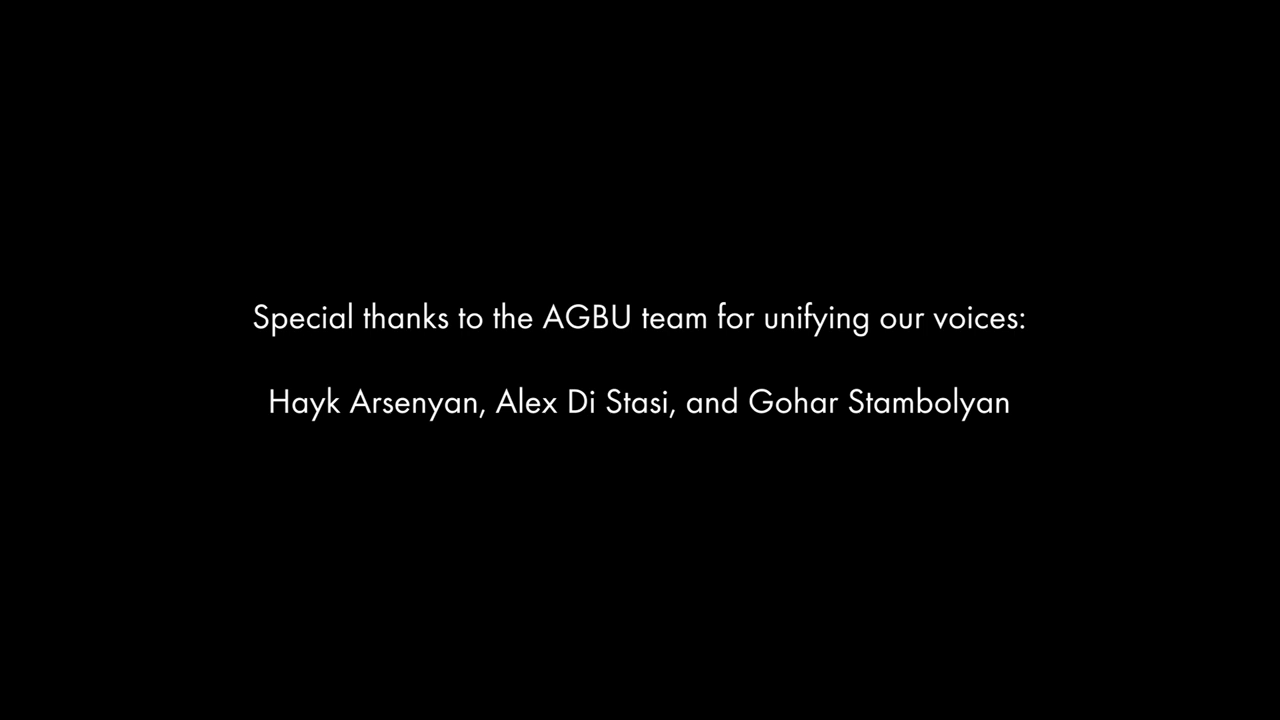 Special thanks to the AGBU team for unifying our voices:
Hayk Arsenyan, Alex Di Stasi, and Gohar Stambolyan